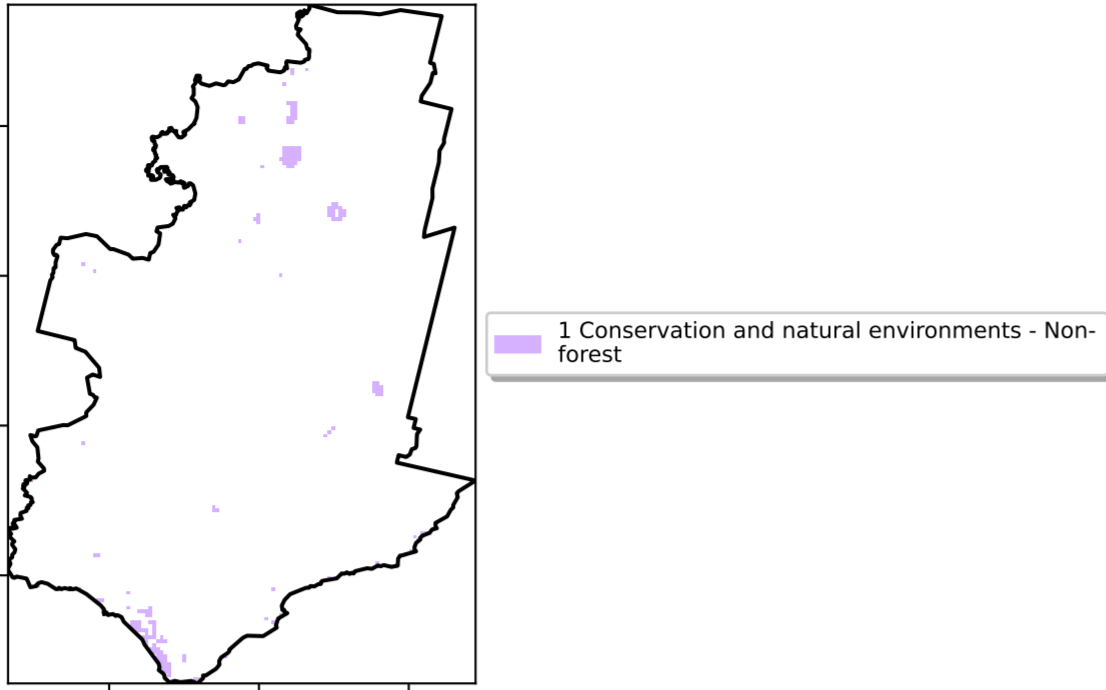 1 Conservation and natural environments - Non-
forest